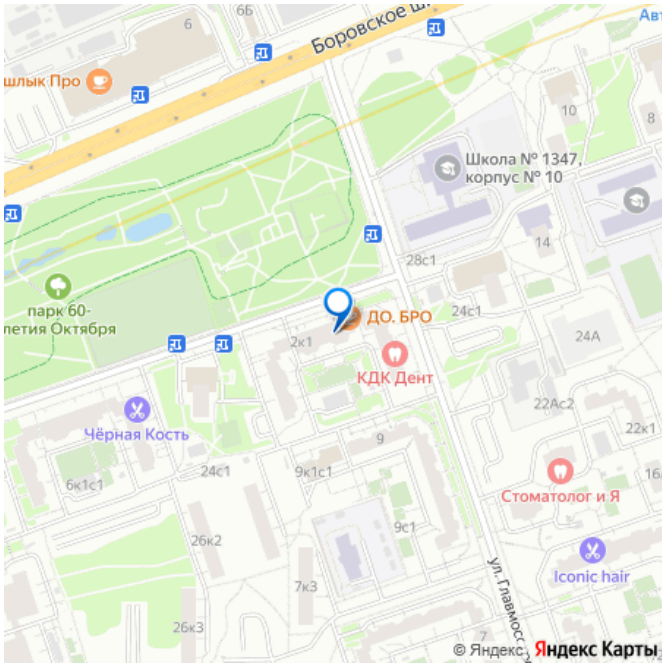 6Б
6
Боровское ш
Авт
шлык Про
10
8
Школа № 1347,
корпус № 10
14
28с1
парк 60-
летия Октября
24с1
ДО. БРО
2к1
24А
КДК Дент
22Ас2
Чёрная Кость
9
22к1
24с1
9к1с1
6к1с1
Стоматолог и Я
9с1
26к2
ул. Главмосс
Iconic hair
7к3
26к3
7
© Яндекс Яндекс Карты